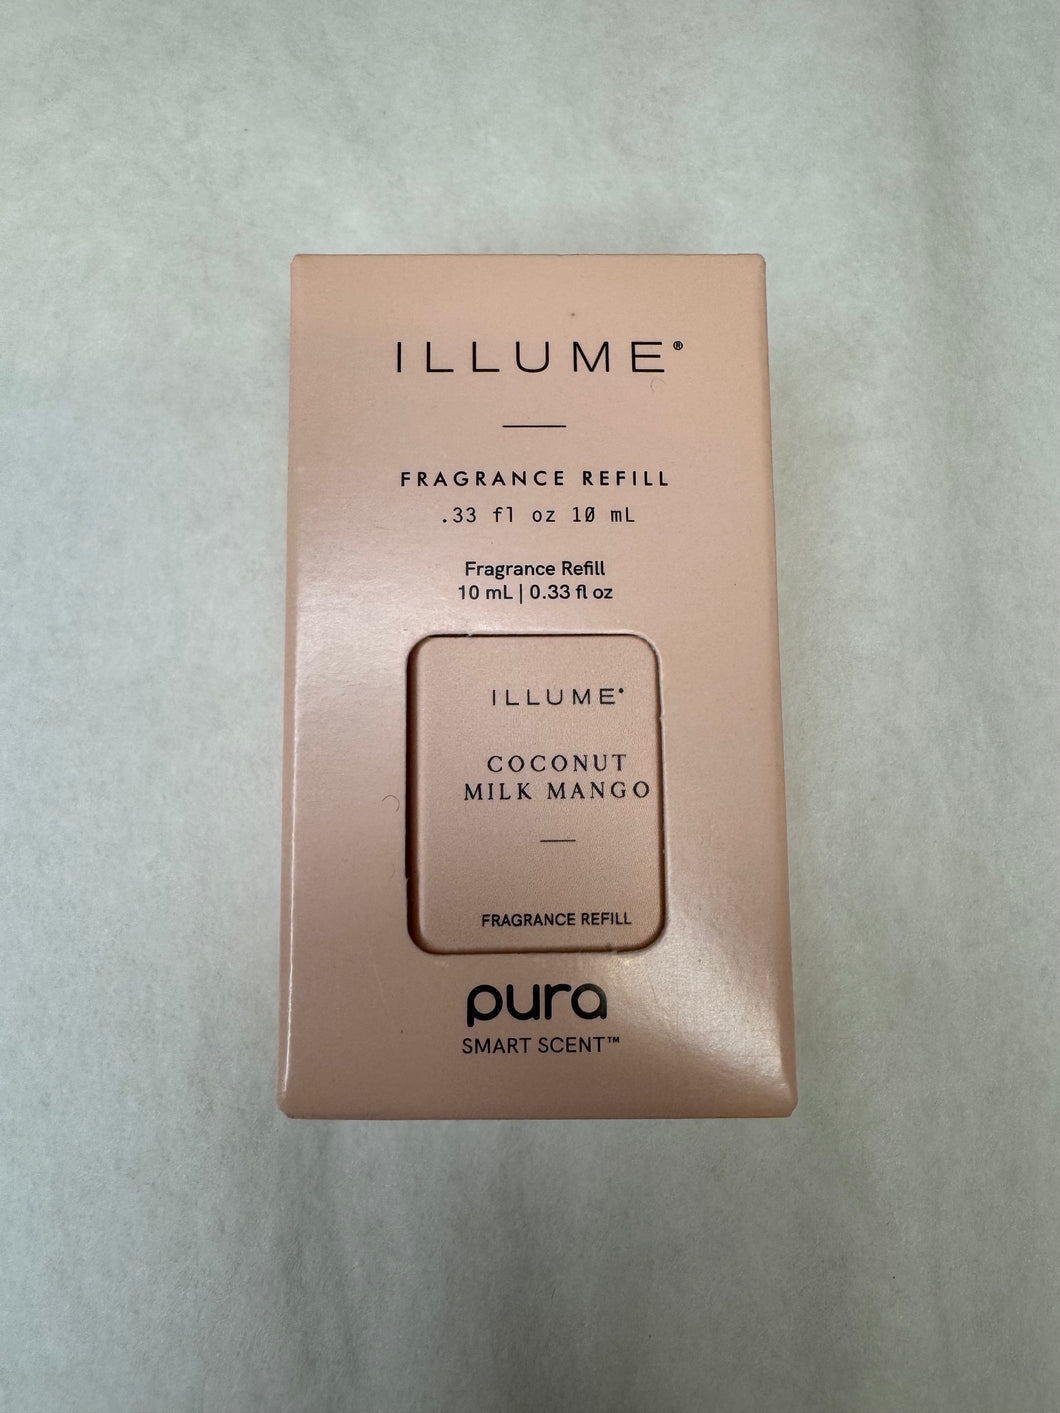 ILLUME®
FRAGRANCE REFILL
.33 fl oz 10 mL
Fragrance Refill
10 mL | 0.33 fl oz
ILLUME®
COCONUT
MILK MANGO
FRAGRANCE REFILL
pura
SMART SCENT™